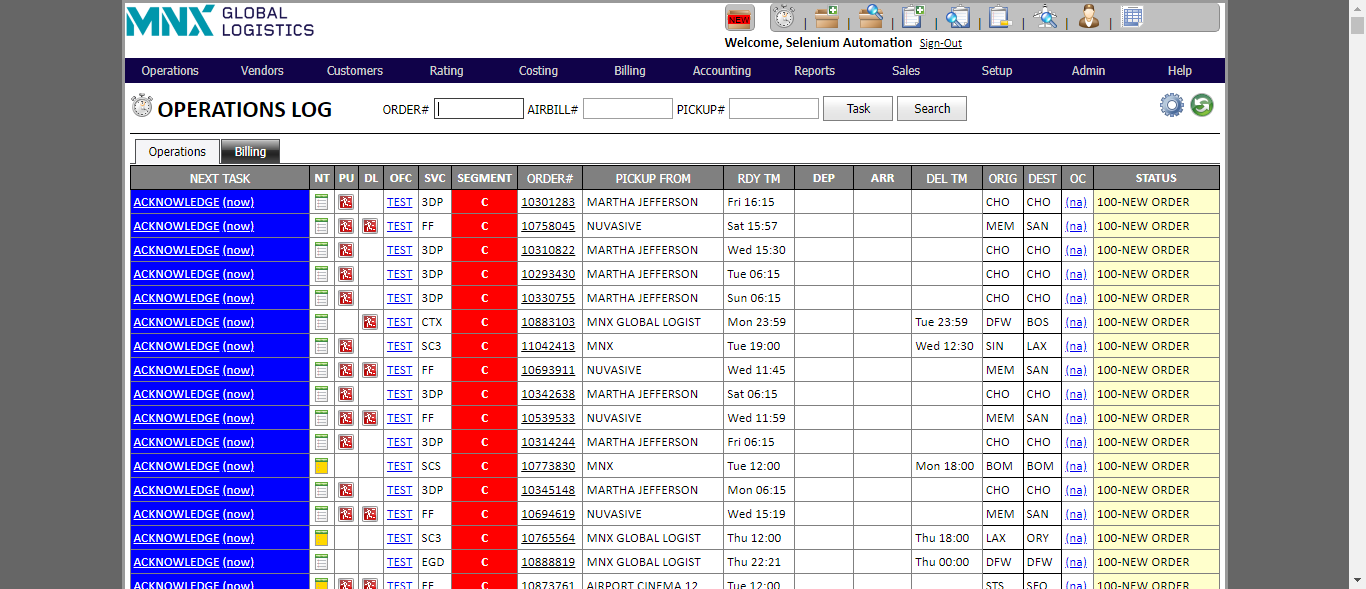 MNX GLOBAL LOGISTICS
NEW
Welcome, Selenium Automation Sign-Out
Operations Vendors Customers Rating Costing Billing Accounting Reports Sales Setup Admin Help
OPERATIONS LOG ORDER# AIRBILL# PICKUP# Task Search
Operations Billing
NEXT TASK NT PU DL OFC SVC SEGMENT ORDER# PICKUP FROM RDY TM DEP ARR DEL TM ORIG DEST OC STATUS
ACKNOWLEDGE (now) TEST 3DP C 10301283 MARTHA JEFFERSON Fri 16:15 CHO CHO (na) 100-NEW ORDER
ACKNOWLEDGE (now) TEST FF C 10758045 NUVASIVE Sat 15:57 MEM SAN (na) 100-NEW ORDER
ACKNOWLEDGE (now) TEST 3DP C 10310822 MARTHA JEFFERSON Wed 15:30 CHO CHO (na) 100-NEW ORDER
ACKNOWLEDGE (now) TEST 3DP C 10293430 MARTHA JEFFERSON Tue 06:15 CHO CHO (na) 100-NEW ORDER
ACKNOWLEDGE (now) TEST 3DP C 10330755 MARTHA JEFFERSON Sun 06:15 CHO CHO (na) 100-NEW ORDER
ACKNOWLEDGE (now) TEST CTX C 10883103 MNX GLOBAL LOGIST Mon 23:59 Tue 23:59 DFW BOS (na) 100-NEW ORDER
ACKNOWLEDGE (now) TEST SC3 C 11042413 MNX Tue 19:00 Wed 12:30 SIN LAX (na) 100-NEW ORDER
ACKNOWLEDGE (now) TEST FF C 10693911 NUVASIVE Wed 11:45 MEM SAN (na) 100-NEW ORDER
ACKNOWLEDGE (now) TEST 3DP C 10342638 MARTHA JEFFERSON Sat 06:15 CHO CHO (na) 100-NEW ORDER
ACKNOWLEDGE (now) TEST FF C 10539533 NUVASIVE Wed 11:59 MEM SAN (na) 100-NEW ORDER
ACKNOWLEDGE (now) TEST 3DP C 10314244 MARTHA JEFFERSON Fri 06:15 CHO CHO (na) 100-NEW ORDER
ACKNOWLEDGE (now) TEST SCS C 10773830 MNX Tue 12:00 Mon 18:00 BOM BOM (na) 100-NEW ORDER
ACKNOWLEDGE (now) TEST 3DP C 10345148 MARTHA JEFFERSON Mon 06:15 CHO CHO (na) 100-NEW ORDER
ACKNOWLEDGE (now) TEST FF C 10694619 NUVASIVE Wed 15:19 MEM SAN (na) 100-NEW ORDER
ACKNOWLEDGE (now) TEST SC3 C 10765564 MNX GLOBAL LOGIST Thu 12:00 Thu 18:00 LAX ORY (na) 100-NEW ORDER
ACKNOWLEDGE (now) TEST EGD C 10888819 MNX GLOBAL LOGIST Thu 22:21 Thu 00:00 DFW DFW (na) 100-NEW ORDER
ACKNOWLEDGE (now) TEST FF C 10873761 AIRPORT CINEMA 12 Tue 12:00 STS SFO (na) 100-NEW ORDER